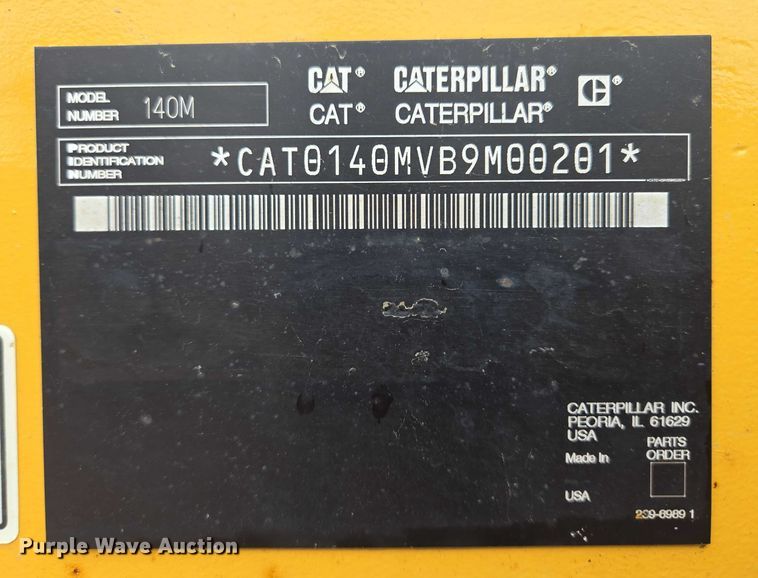 CAT® CATERPILLAR® C®
CAT® CATERPILLAR®
MODEL NUMBER 140M
PRODUCT IDENTIFICATION NUMBER *CAT0140MVB9M00201*
CATERPILLAR INC.
PEORIA, IL 61629
USA
PARTS ORDER
Made In
USA
Purple Wave Auction